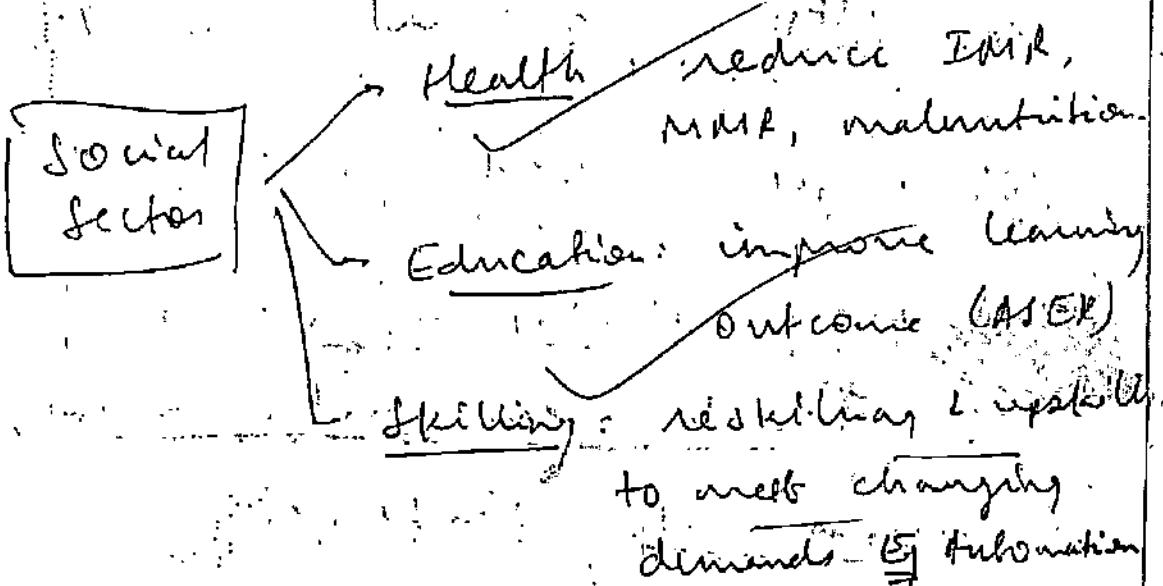 Social
Sector
Health : reduce IMR,
MMR, malnutrition.
Education: improve learning
outcome (ASER)
Skilling : reskilling & upskill
to meet changing
demands Eg Automation